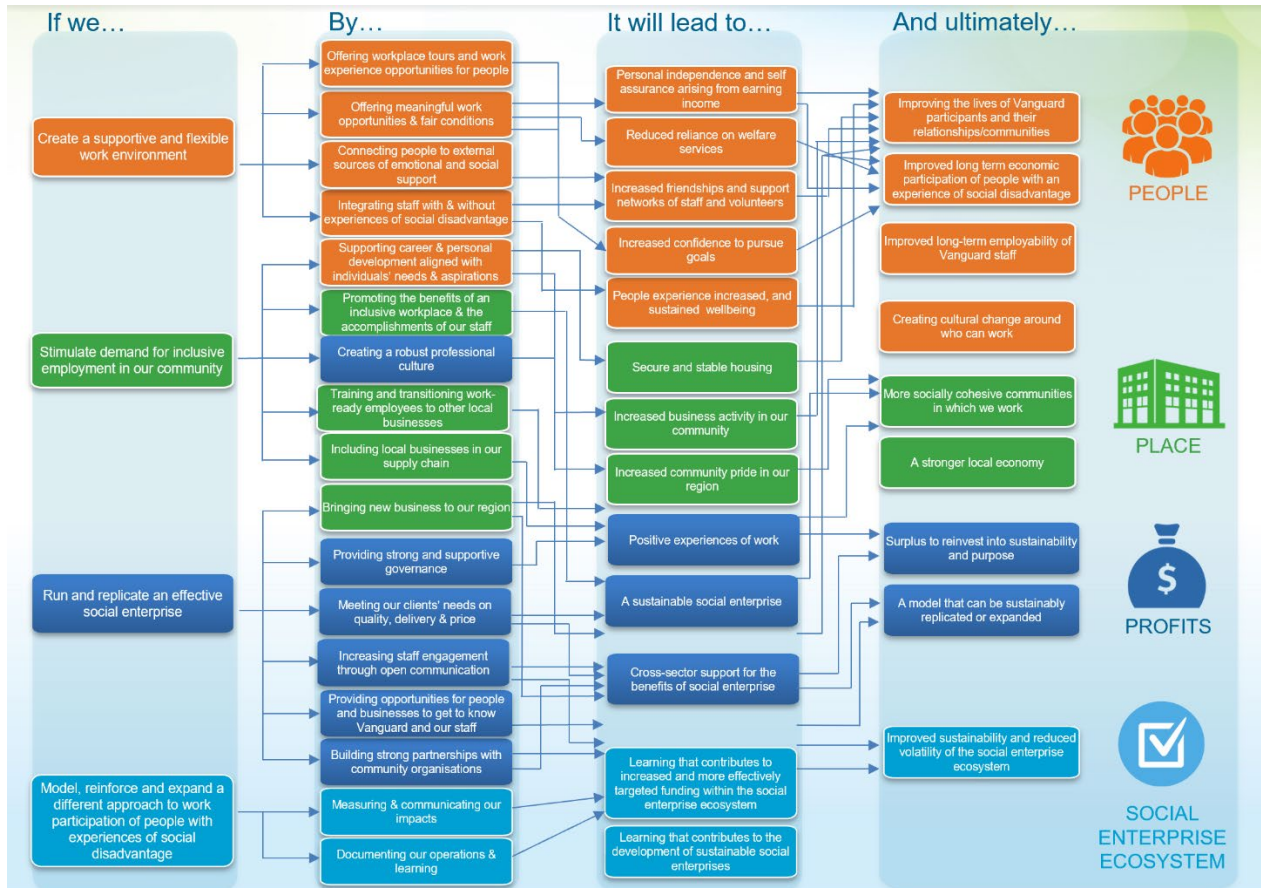 If we...
By...
It will lead to...
And ultimately...
Create a supportive and flexible
work environment
Stimulate demand for inclusive
employment in our community
Run and replicate an effective
social enterprise
Model, reinforce and expand a
different approach to work
participation of people with
experiences of social
disadvantage
Offering workplace tours and work
experience opportunities for people
Offering meaningful work
opportunities & fair conditions
Connecting people to external
sources of emotional and social
support
Integrating staff with & without
experiences of social disadvantage
Supporting career & personal
development aligned with
individuals' needs & aspirations
Promoting the benefits of an
inclusive workplace & the
accomplishments of our staff
Creating a robust professional
culture
Training and transitioning work-
ready employees to other local
businesses
Including local businesses in our
supply chain
Bringing new business to our region
Providing strong and supportive
governance
Meeting our clients' needs on
quality, delivery & price
Increasing staff engagement
through open communication
Providing opportunities for people
and businesses to get to know
Vanguard and our staff
Building strong partnerships with
community organisations
Measuring & communicating our
impacts
Documenting our operations &
learning
Personal independence and self
assurance arising from earning
income
Reduced reliance on welfare
services
Increased friendships and support
networks of staff and volunteers
Increased confidence to pursue
goals
People experience increased, and
sustained wellbeing
Secure and stable housing
Increased business activity in our
community
Increased community pride in our
region
Positive experiences of work
A sustainable social enterprise
Cross-sector support for the
benefits of social enterprise
Learning that contributes to
increased and more effectively
targeted funding within the social
enterprise ecosystem
Learning that contributes to the
development of sustainable social
enterprises
Improving the lives of Vanguard
participants and their
relationships/communities
Improved long term economic
participation of people with an
experience of social disadvantage
Improved long-term employability of
Vanguard staff
Creating cultural change around
who can work
More socially cohesive communities
in which we work
A stronger local economy
Surplus to reinvest into sustainability
and purpose
A model that can be sustainably
replicated or expanded
Improved sustainability and reduced
volatility of the social enterprise
ecosystem
PEOPLE
PLACE
$
PROFITS
SOCIAL
ENTERPRISE
ECOSYSTEM